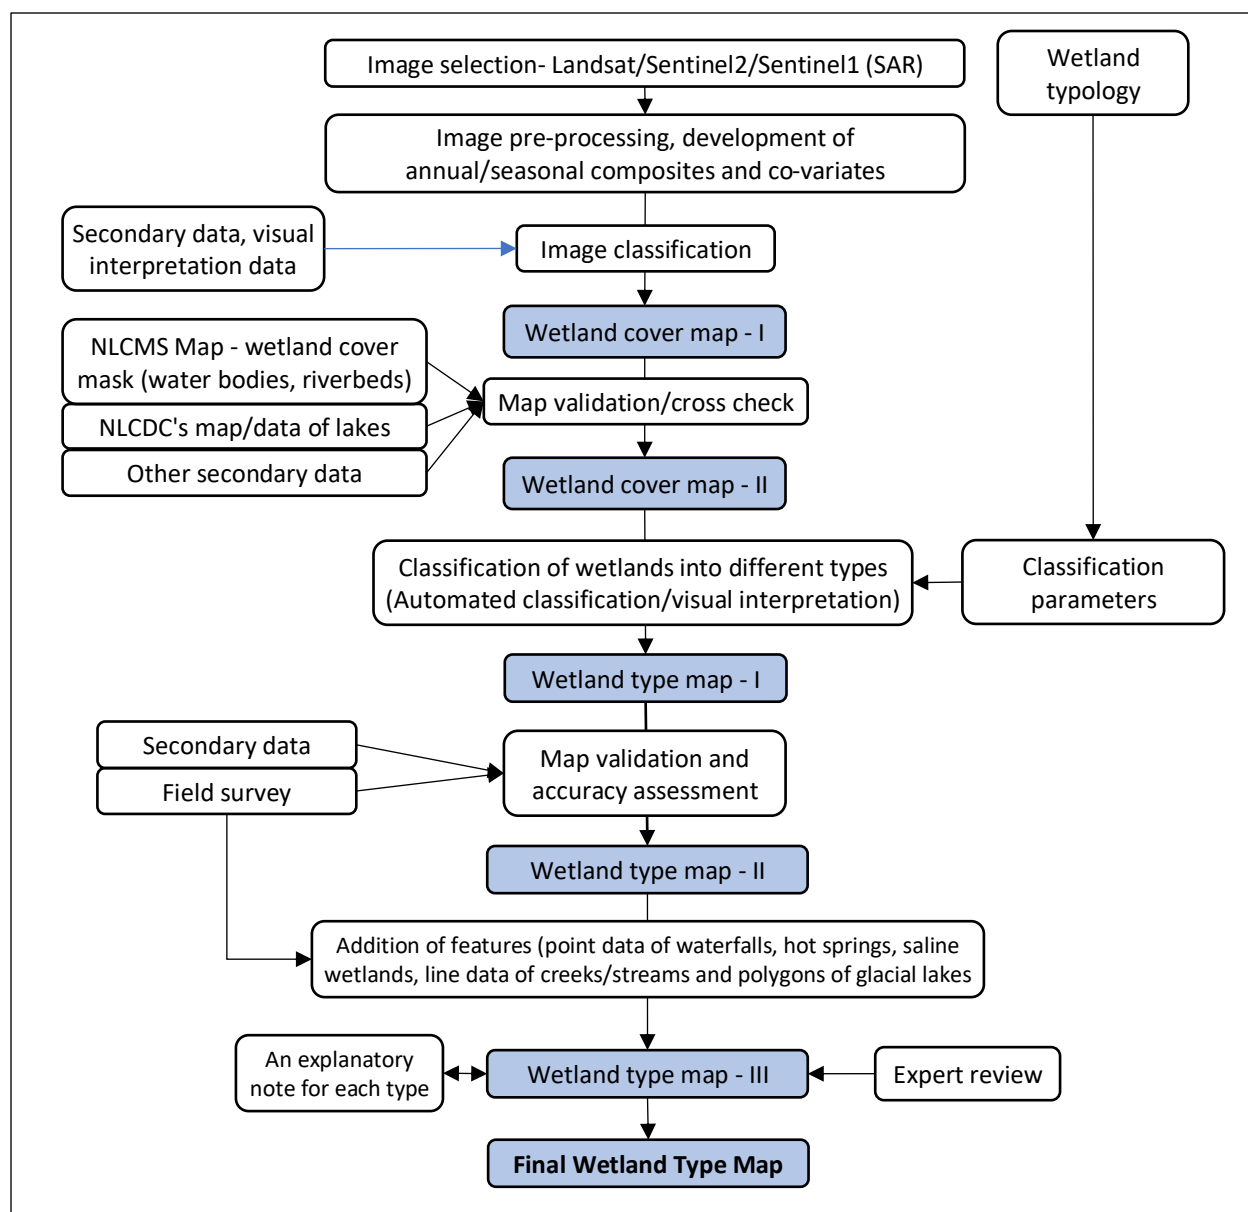 Image selection- Landsat/Sentinel2/Sentinel1 (SAR)
Wetland
typology
Image pre-processing, development of
annual/seasonal composites and co-variates
Secondary data, visual
interpretation data
Image classification
Wetland cover map - I
NLCMS Map - wetland cover
mask (water bodies, riverbeds)
NLCDC's map/data of lakes
Other secondary data
Map validation/cross check
Wetland cover map - II
Classification of wetlands into different types
(Automated classification/visual interpretation)
Classification
parameters
Wetland type map - I
Secondary data
Field survey
Map validation and
accuracy assessment
Wetland type map - II
Addition of features (point data of waterfalls, hot springs, saline
wetlands, line data of creeks/streams and polygons of glacial lakes
An explanatory
note for each type
Wetland type map - III
Expert review
Final Wetland Type Map